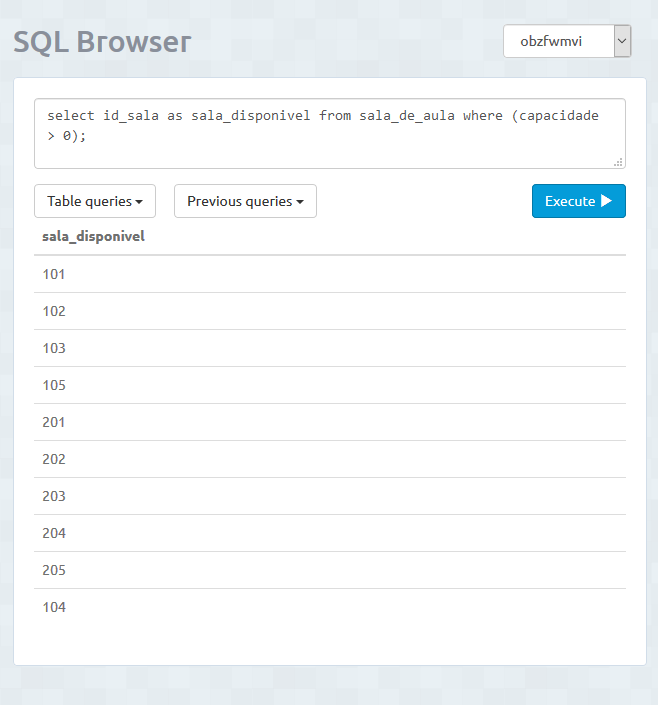 SQL Browser
obzfwmvi
select id_sala as sala_disponivel from sala_de_aula where (capacidade
> 0);
Table queries
Previous queries
Execute
sala_disponivel
101
102
103
105
201
202
203
204
205
104